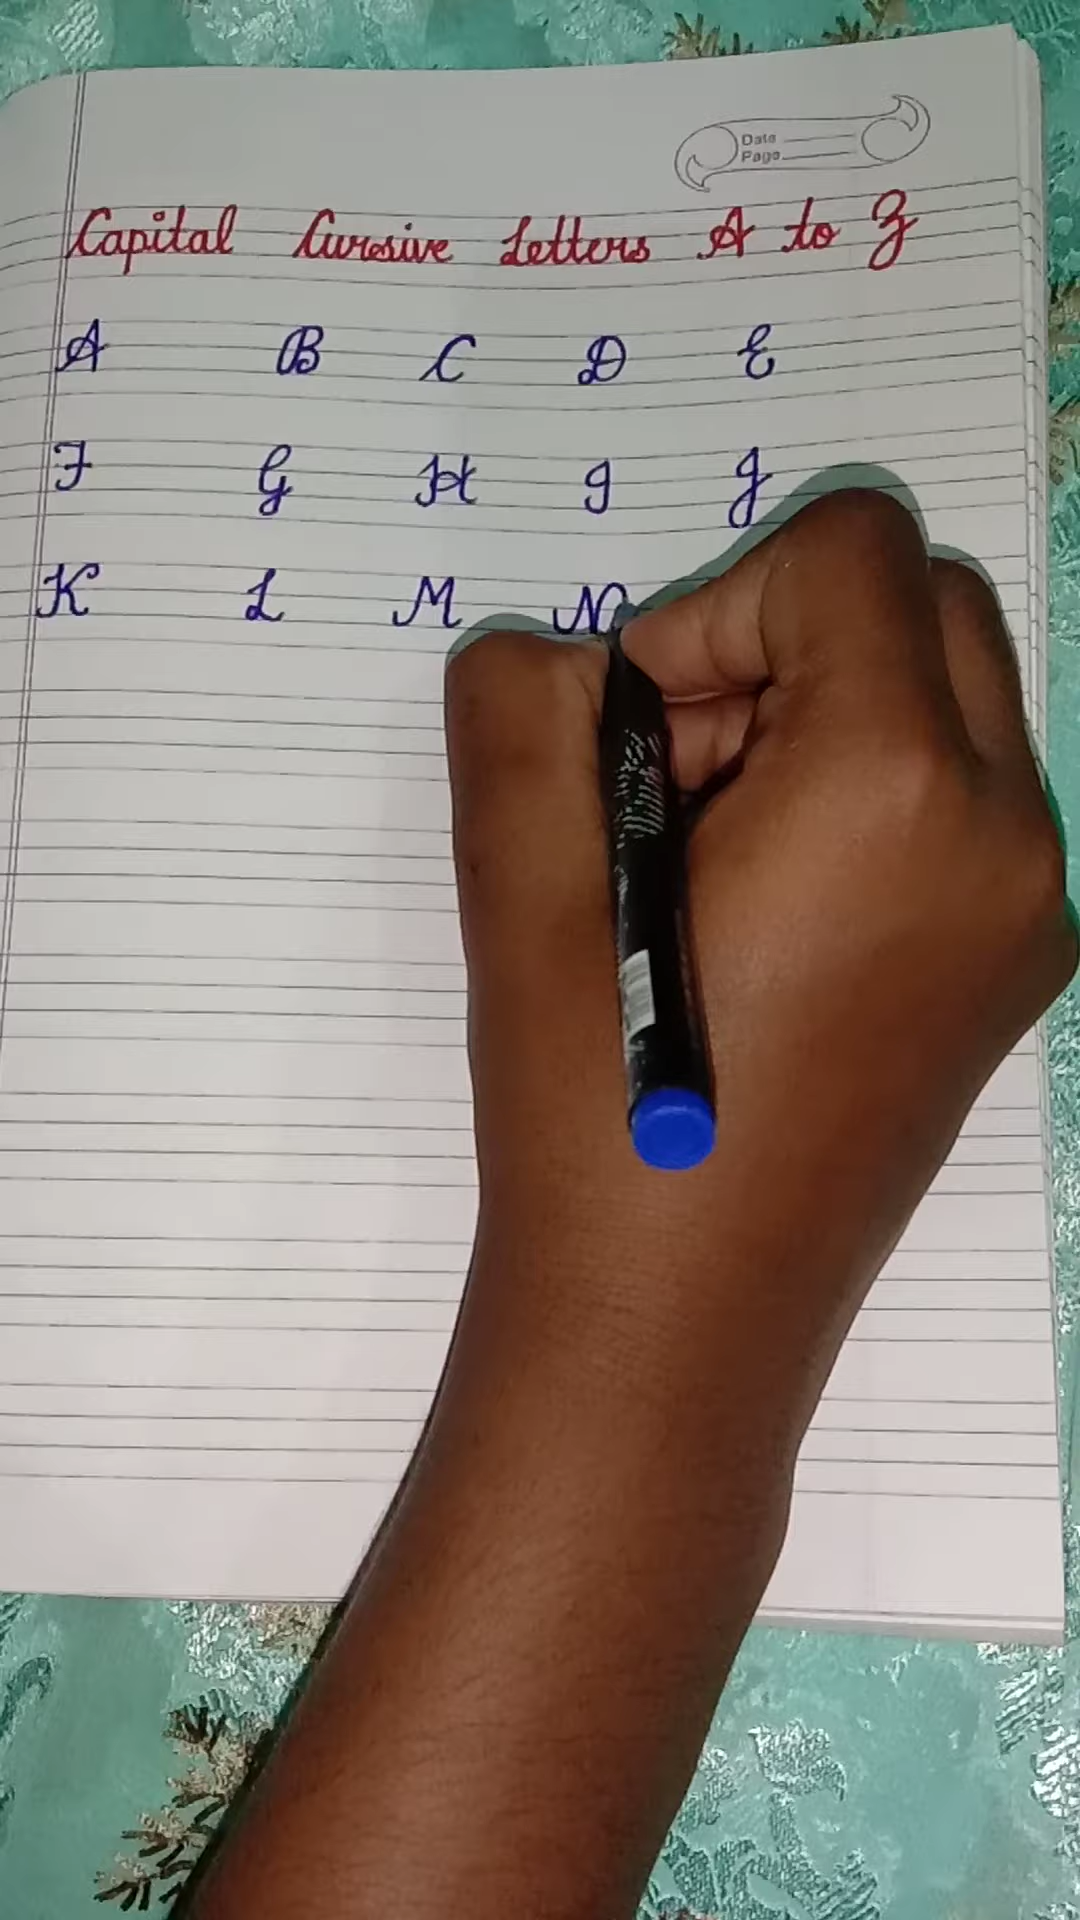 Date
Page
Capital Cursive Letters A to Z
A B C D E
F G H I J
K L M N